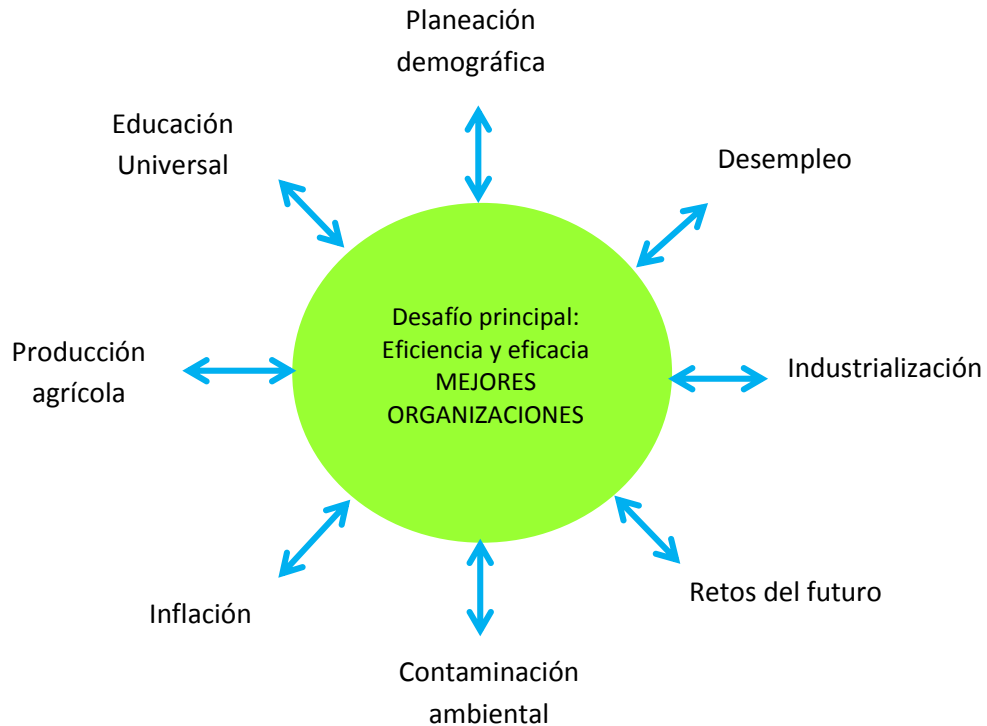 Planeación
demográfica
Educación
Universal
Desempleo
Desafío principal:
Eficiencia y eficacia
MEJORES
ORGANIZACIONES
Producción
agrícola
Industrialización
Inflación
Retos del futuro
Contaminación
ambiental